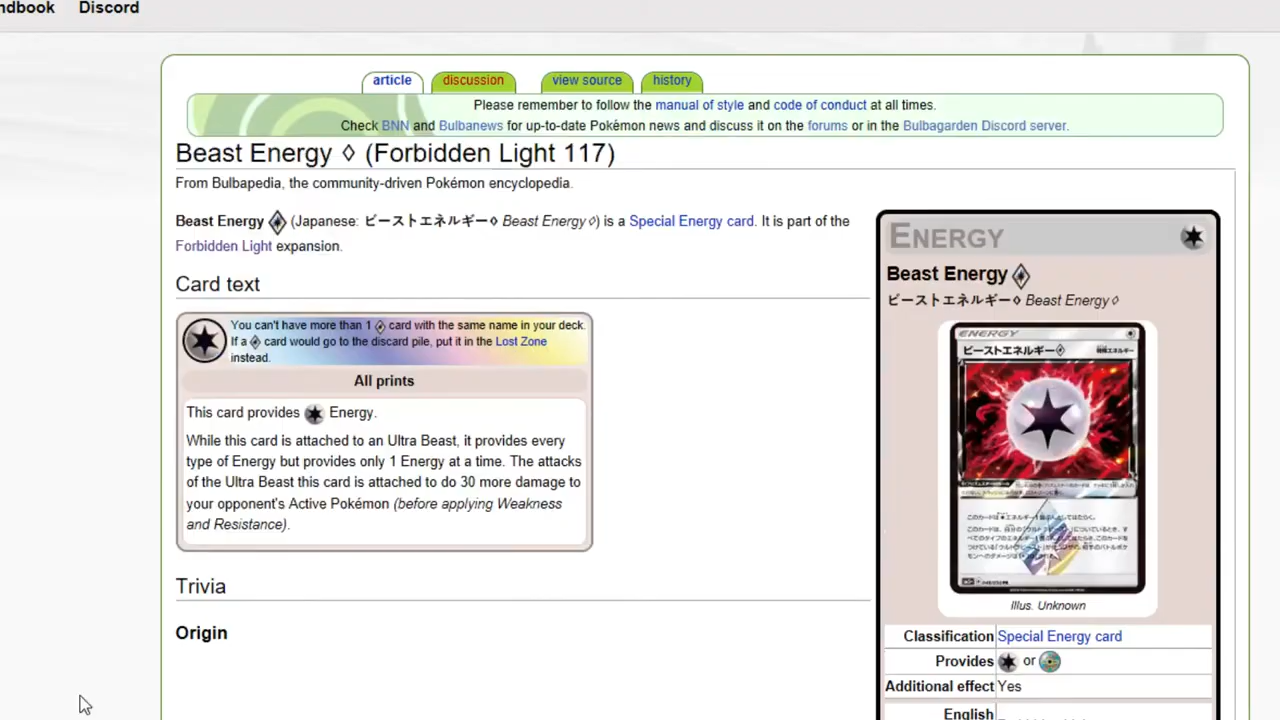 ndbook Discord
article discussion view source history
Please remember to follow the manual of style and code of conduct at all times.
Check BNN and Bulbanews for up-to-date Pokémon news and discuss it on the forums or in the Bulbagarden Discord server.
Beast Energy ◇ (Forbidden Light 117)
From Bulbapedia, the community-driven Pokémon encyclopedia.
Beast Energy ◇ (Japanese: ビーストエネルギー◇ Beast Energy◇) is a Special Energy card. It is part of the
Forbidden Light expansion.
Card text
You can't have more than 1 ◇ card with the same name in your deck.
If a ◇ card would go to the discard pile, put it in the Lost Zone
instead.
All prints
This card provides Energy.
While this card is attached to an Ultra Beast, it provides every
type of Energy but provides only 1 Energy at a time. The attacks
of the Ultra Beast this card is attached to do 30 more damage to
your opponent's Active Pokémon (before applying Weakness
and Resistance).
Trivia
Origin
ENERGY
Beast Energy ◇
ビーストエネルギー◇ Beast Energy◇
ENERGY
ビーストエネルギー◇ 特殊エネルギー
Illus. Unknown
Classification Special Energy card
Provides or
Additional effect Yes
English